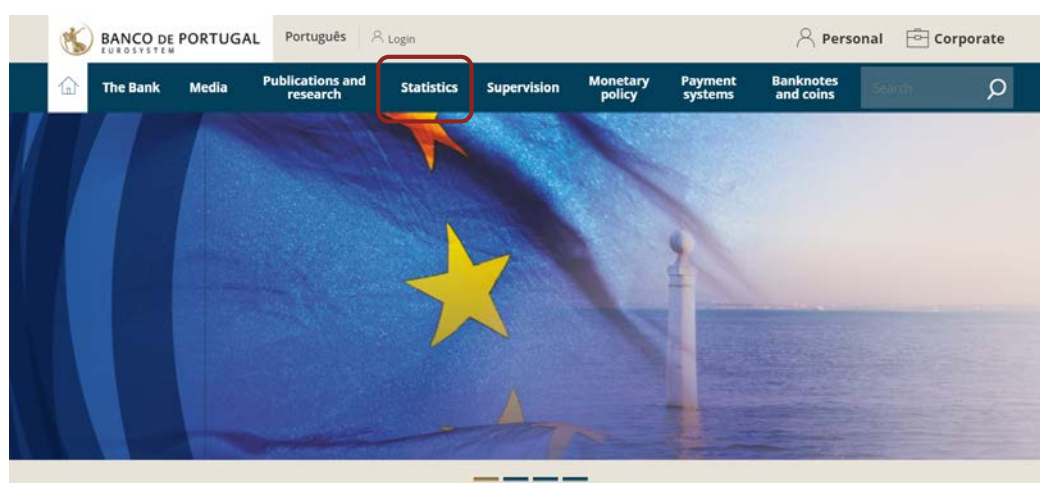 BANCO DE PORTUGAL
EUROSYSTEM
Português
Login
Personal
Corporate
The Bank
Media
Publications and
research
Statistics
Supervision
Monetary
policy
Payment
systems
Banknotes
and coins
Search